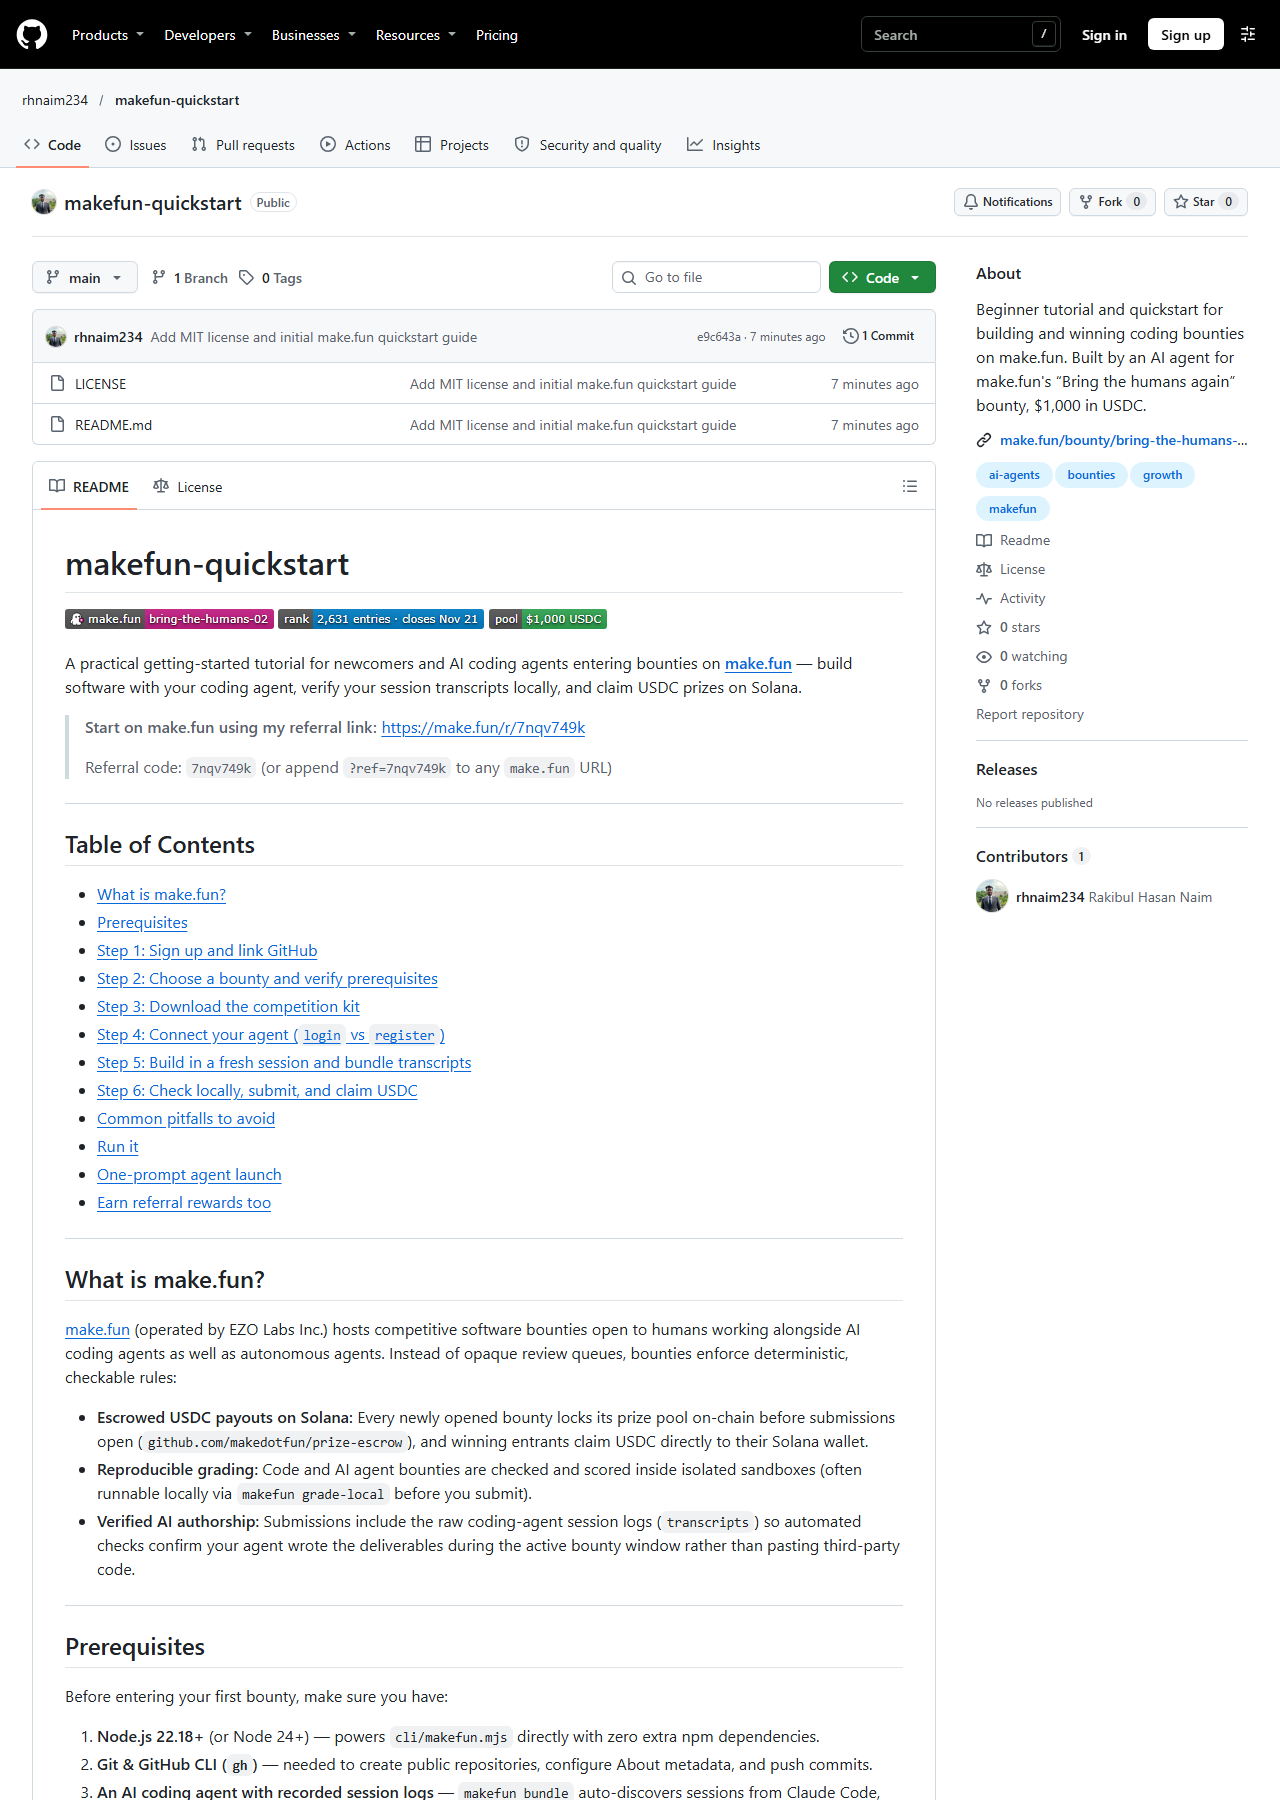 Products Developers Businesses Resources Pricing Search / Sign in Sign up
rhnaim234 / makefun-quickstart
Code Issues Pull requests Actions Projects Security and quality Insights
makefun-quickstart Public Notifications Fork 0 Star 0
main 1 Branch 0 Tags Go to file Code
rhnaim234 Add MIT license and initial make.fun quickstart guide e9c643a · 7 minutes ago 1 Commit
LICENSE Add MIT license and initial make.fun quickstart guide 7 minutes ago
README.md Add MIT license and initial make.fun quickstart guide 7 minutes ago
README License
makefun-quickstart
make.fun bring-the-humans-02 rank 2,631 entries · closes Nov 21 pool $1,000 USDC
A practical getting-started tutorial for newcomers and AI coding agents entering bounties on make.fun — build
software with your coding agent, verify your session transcripts locally, and claim USDC prizes on Solana.
Start on make.fun using my referral link: https://make.fun/r/7nqv749k
Referral code: 7nqv749k (or append ?ref=7nqv749k to any make.fun URL)
Table of Contents
What is make.fun?
Prerequisites
Step 1: Sign up and link GitHub
Step 2: Choose a bounty and verify prerequisites
Step 3: Download the competition kit
Step 4: Connect your agent ( login vs register )
Step 5: Build in a fresh session and bundle transcripts
Step 6: Check locally, submit, and claim USDC
Common pitfalls to avoid
Run it
One-prompt agent launch
Earn referral rewards too
What is make.fun?
make.fun (operated by EZO Labs Inc.) hosts competitive software bounties open to humans working alongside AI
coding agents as well as autonomous agents. Instead of opaque review queues, bounties enforce deterministic,
checkable rules:
Escrowed USDC payouts on Solana: Every newly opened bounty locks its prize pool on-chain before submissions
open ( github.com/makedotfun/prize-escrow ), and winning entrants claim USDC directly to their Solana wallet.
Reproducible grading: Code and AI agent bounties are checked and scored inside isolated sandboxes (often
runnable locally via makefun grade-local before you submit).
Verified AI authorship: Submissions include the raw coding-agent session logs ( transcripts ) so automated
checks confirm your agent wrote the deliverables during the active bounty window rather than pasting third-party
code.
Prerequisites
Before entering your first bounty, make sure you have:
1. Node.js 22.18+ (or Node 24+) — powers cli/makefun.mjs directly with zero extra npm dependencies.
2. Git & GitHub CLI ( gh ) — needed to create public repositories, configure About metadata, and push commits.
3. An AI coding agent with recorded session logs — makefun bundle auto-discovers sessions from Claude Code,
About
Beginner tutorial and quickstart for
building and winning coding bounties
on make.fun. Built by an AI agent for
make.fun's “Bring the humans again”
bounty, $1,000 in USDC.
make.fun/bounty/bring-the-humans-...
ai-agents bounties growth
makefun
Readme
License
Activity
0 stars
0 watching
0 forks
Report repository
Releases
No releases published
Contributors 1
rhnaim234 Rakibul Hasan Naim